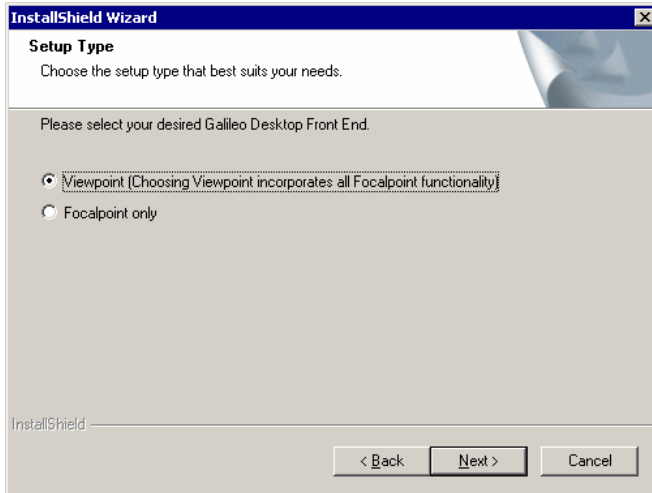 InstallShield Wizard
Setup Type
Choose the setup type that best suits your needs.
Please select your desired Galileo Desktop Front End.
Viewpoint (Choosing Viewpoint incorporates all Focalpoint functionality)
Focalpoint only
InstallShield
< Back
Next >
Cancel